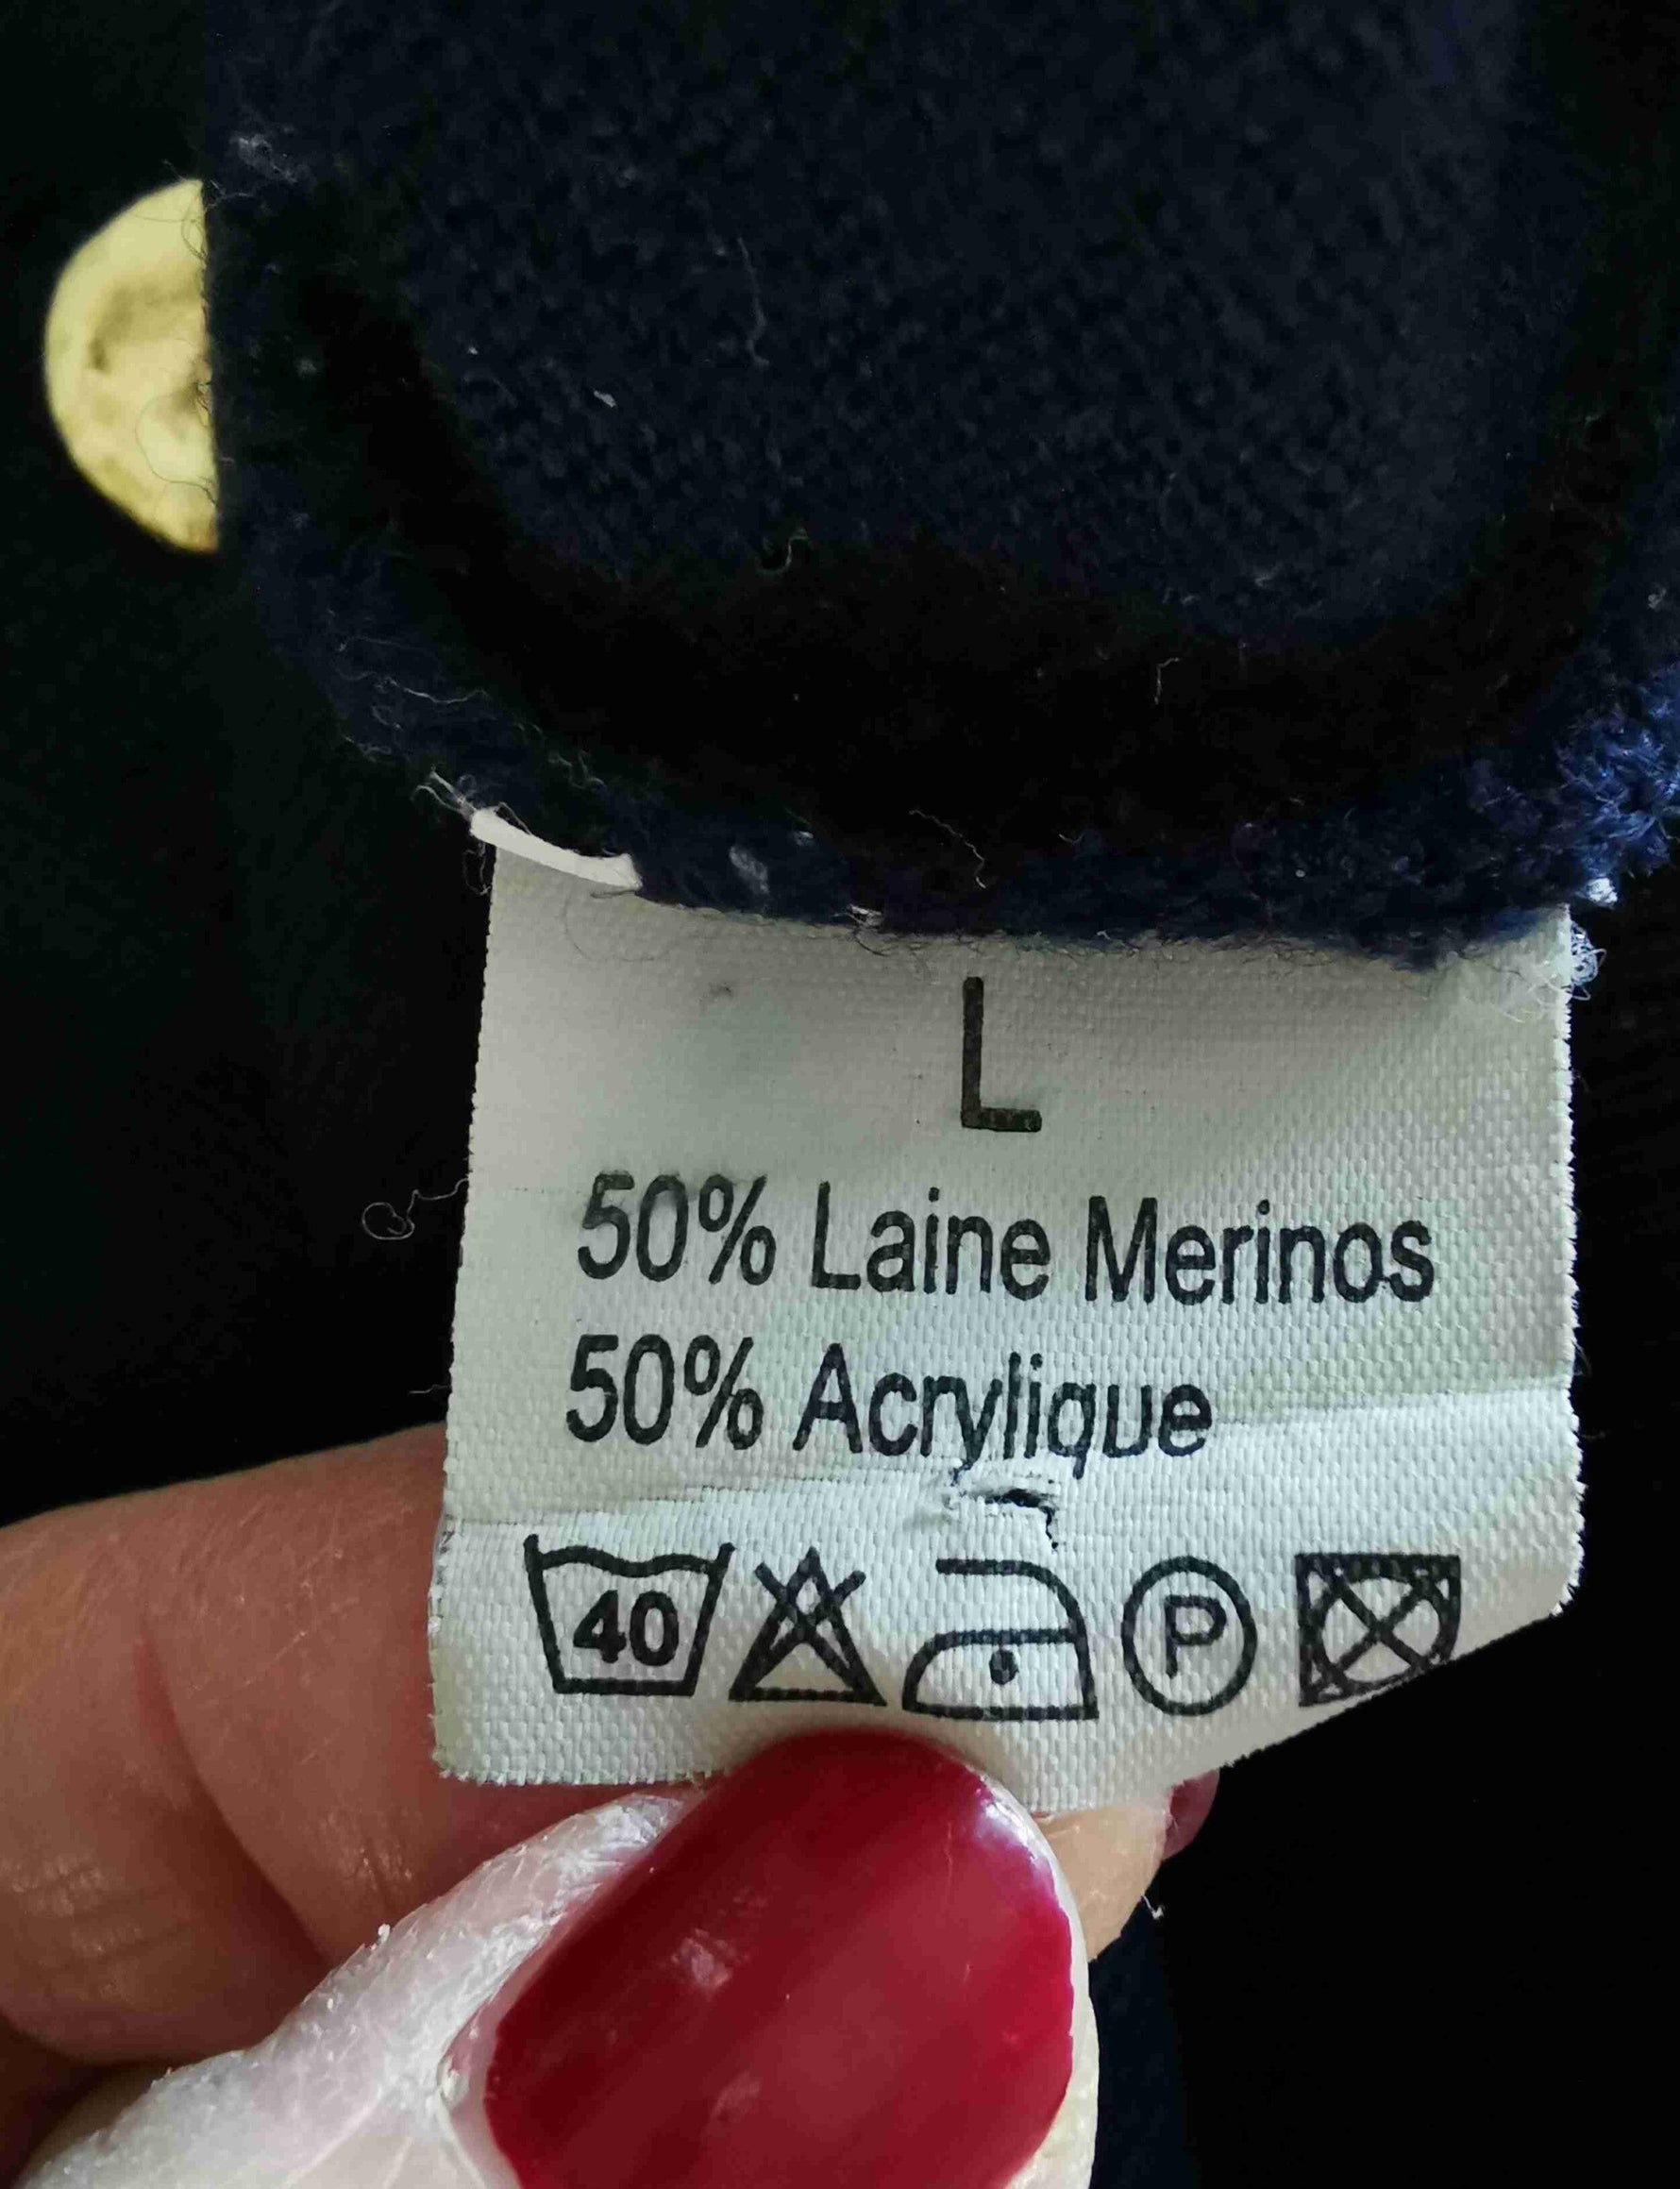 L
50% Laine Merinos
50% Acrylique
40 P